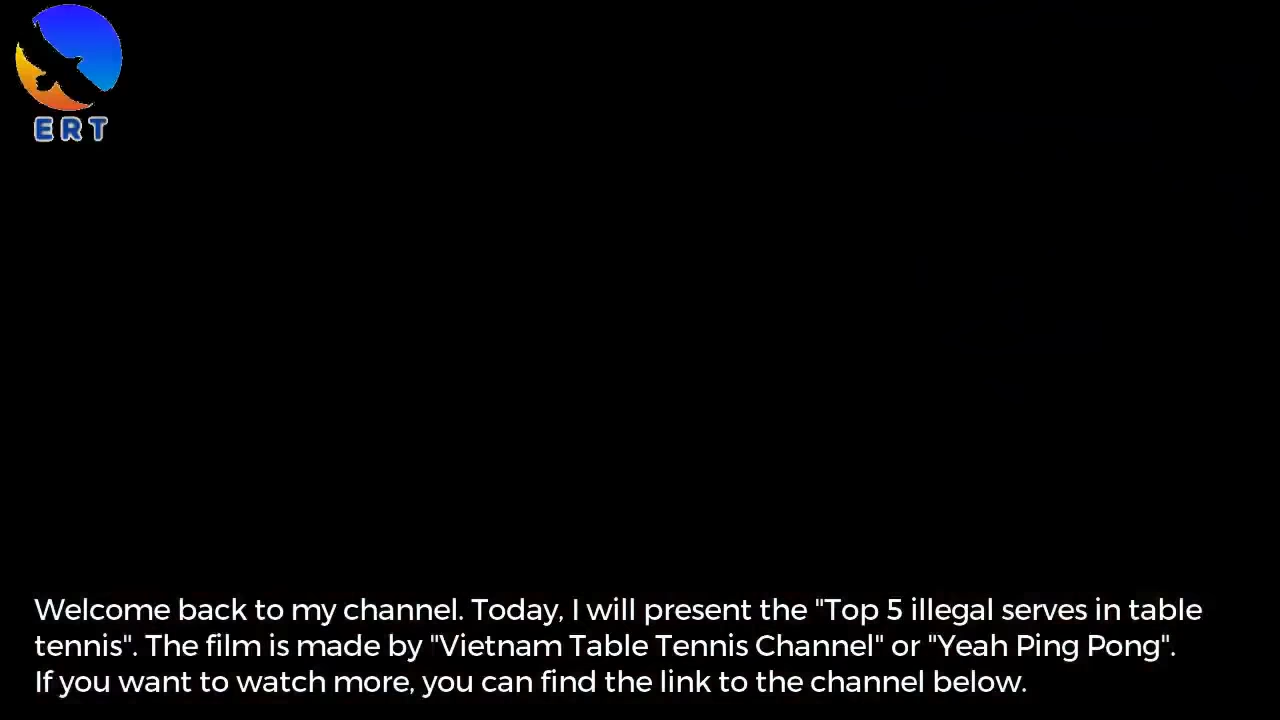 ERT
Welcome back to my channel. Today, I will present the "Top 5 illegal serves in table
tennis". The film is made by "Vietnam Table Tennis Channel" or "Yeah Ping Pong".
If you want to watch more, you can find the link to the channel below.